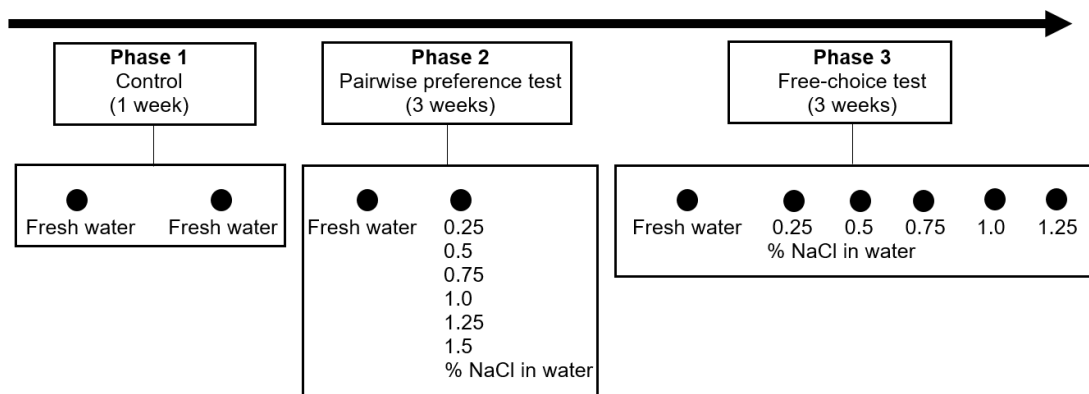 Phase 1
Control
(1 week)
Phase 2
Pairwise preference test
(3 weeks)
Phase 3
Free-choice test
(3 weeks)
Fresh water Fresh water
Fresh water 0.25
0.5
0.75
1.0
1.25
1.5
% NaCl in water
Fresh water 0.25 0.5 0.75 1.0 1.25
% NaCl in water